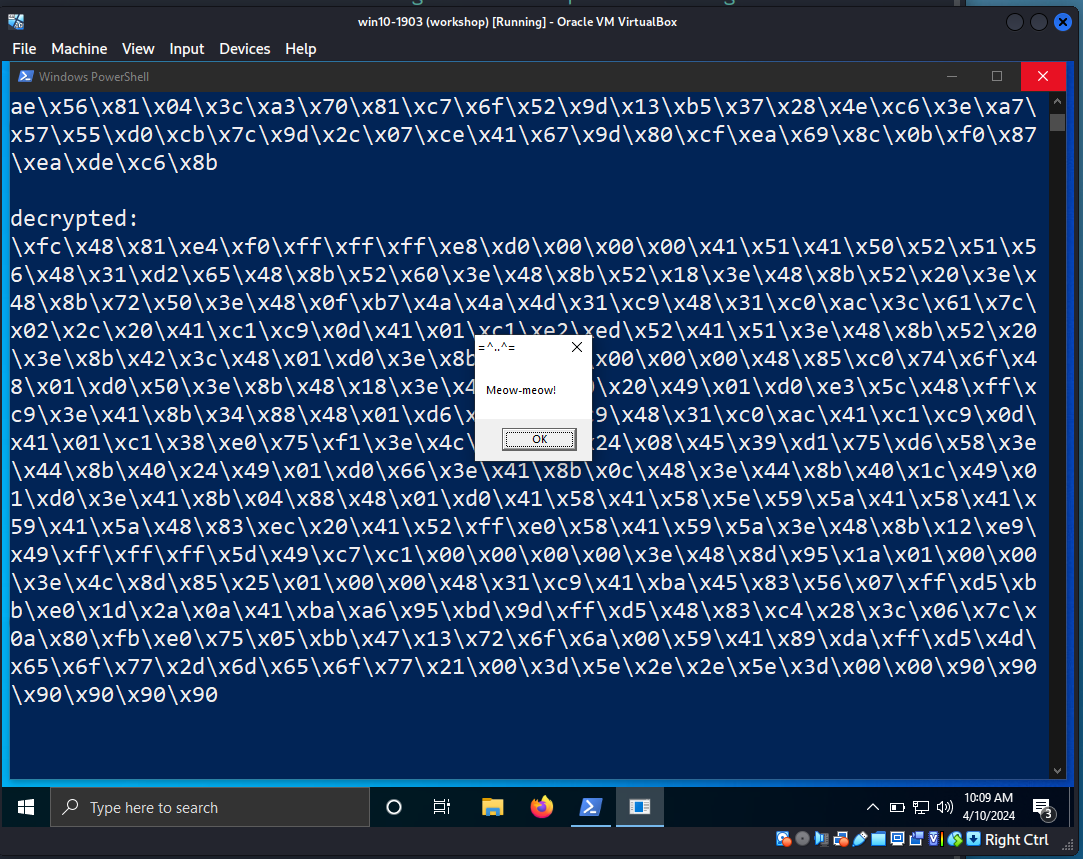 win10-1903 (workshop) [Running] - Oracle VM VirtualBox
File Machine View Input Devices Help
Windows PowerShell
ae\x56\x81\x04\x3c\xa3\x70\x81\xc7\x6f\x52\x9d\x13\xb5\x37\x28\x4e\xc6\x3e\xa7\
x57\x55\xd0\xcb\x7c\x9d\x2c\x07\xce\x41\x67\x9d\x80\xcf\xea\x69\x8c\x0b\xf0\x87
\xea\xde\xc6\x8b
decrypted:
\xfc\x48\x81\xe4\xf0\xff\xff\xff\xe8\xd0\x00\x00\x00\x41\x51\x41\x50\x52\x51\x5
6\x48\x31\xd2\x65\x48\x8b\x52\x60\x3e\x48\x8b\x52\x18\x3e\x48\x8b\x52\x20\x3e\x
48\x8b\x72\x50\x3e\x48\x0f\xb7\x4a\x4a\x4d\x31\xc9\x48\x31\xc0\xac\x3c\x61\x7c\
x02\x2c\x20\x41\xc1\xc9\x0d\x41\x01\xc1\xe2\xed\x52\x41\x51\x3e\x48\x8b\x52\x20
\x3e\x8b\x42\x3c\x48\x01\xd0\x3e\x8b \x00\x00\x00\x48\x85\xc0\x74\x6f\x4
8\x01\xd0\x50\x3e\x8b\x48\x18\x3e\x4 \x20\x49\x01\xd0\xe3\x5c\x48\xff\x
c9\x3e\x41\x8b\x34\x88\x48\x01\xd6\x 9\x48\x31\xc0\xac\x41\xc1\xc9\x0d\
x41\x01\xc1\x38\xe0\x75\xf1\x3e\x4c\ x24\x08\x45\x39\xd1\x75\xd6\x58\x3e
\x44\x8b\x40\x24\x49\x01\xd0\x66\x3e\x41\x8b\x0c\x48\x3e\x44\x8b\x40\x1c\x49\x0
1\xd0\x3e\x41\x8b\x04\x88\x48\x01\xd0\x41\x58\x41\x58\x5e\x59\x5a\x41\x58\x41\x
59\x41\x5a\x48\x83\xec\x20\x41\x52\xff\xe0\x58\x41\x59\x5a\x3e\x48\x8b\x12\xe9\
x49\xff\xff\xff\x5d\x49\xc7\xc1\x00\x00\x00\x00\x3e\x48\x8d\x95\x1a\x01\x00\x00
\x3e\x4c\x8d\x85\x25\x01\x00\x00\x48\x31\xc9\x41\xba\x45\x83\x56\x07\xff\xd5\xb
b\xe0\x1d\x2a\x0a\x41\xba\xa6\x95\xbd\x9d\xff\xd5\x48\x83\xc4\x28\x3c\x06\x7c\x
0a\x80\xfb\xe0\x75\x05\xbb\x47\x13\x72\x6f\x6a\x00\x59\x41\x89\xda\xff\xd5\x4d\
x65\x6f\x77\x2d\x6d\x65\x6f\x77\x21\x00\x3d\x5e\x2e\x2e\x5e\x3d\x00\x00\x90\x90
\x90\x90\x90\x90
=^..^=
Meow-meow!
OK
Type here to search
10:09 AM
4/10/2024
3
Right Ctrl